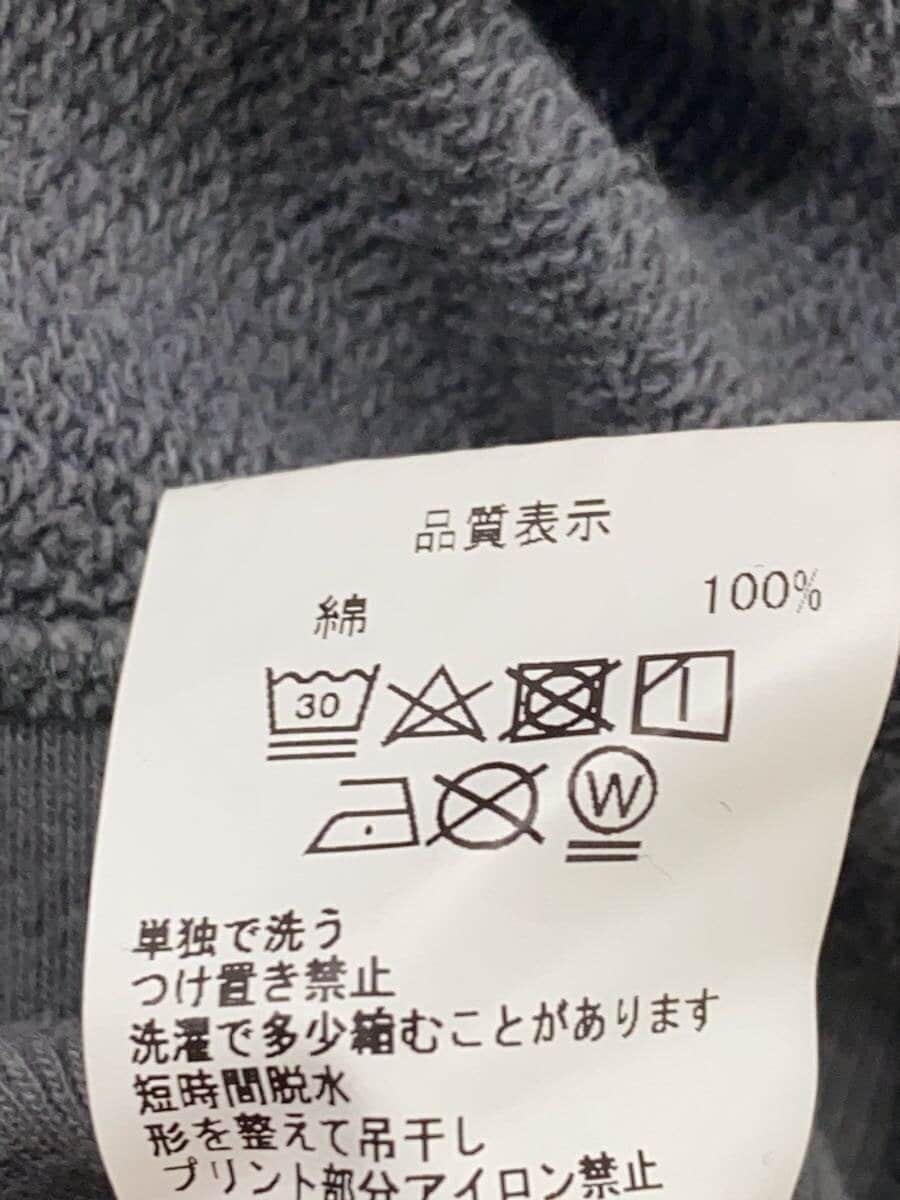 品質表示
綿 100%
30
W
単独で洗う
つけ置き禁止
洗濯で多少縮むことがあります
短時間脱水
形を整えて吊干し
プリント部分アイロン禁止